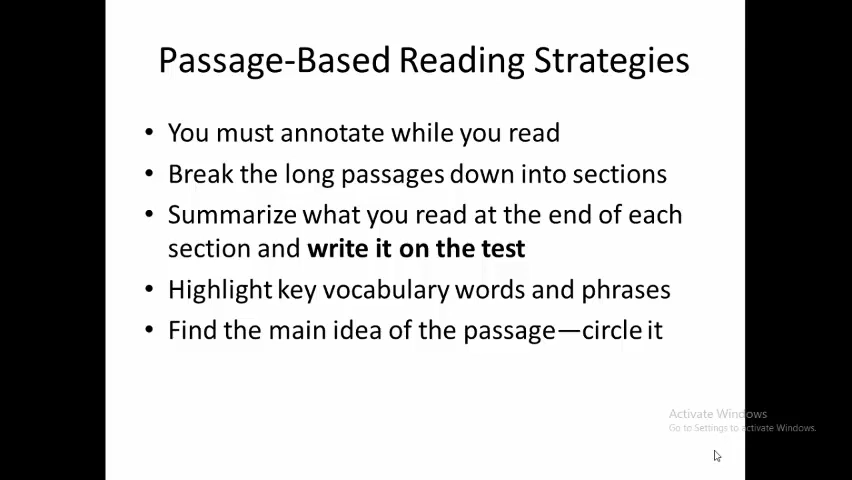 Passage-Based Reading Strategies
• You must annotate while you read
• Break the long passages down into sections
• Summarize what you read at the end of each
section and write it on the test
• Highlight key vocabulary words and phrases
• Find the main idea of the passage—circle it
Activate Windows
Go to Settings to activate Windows.